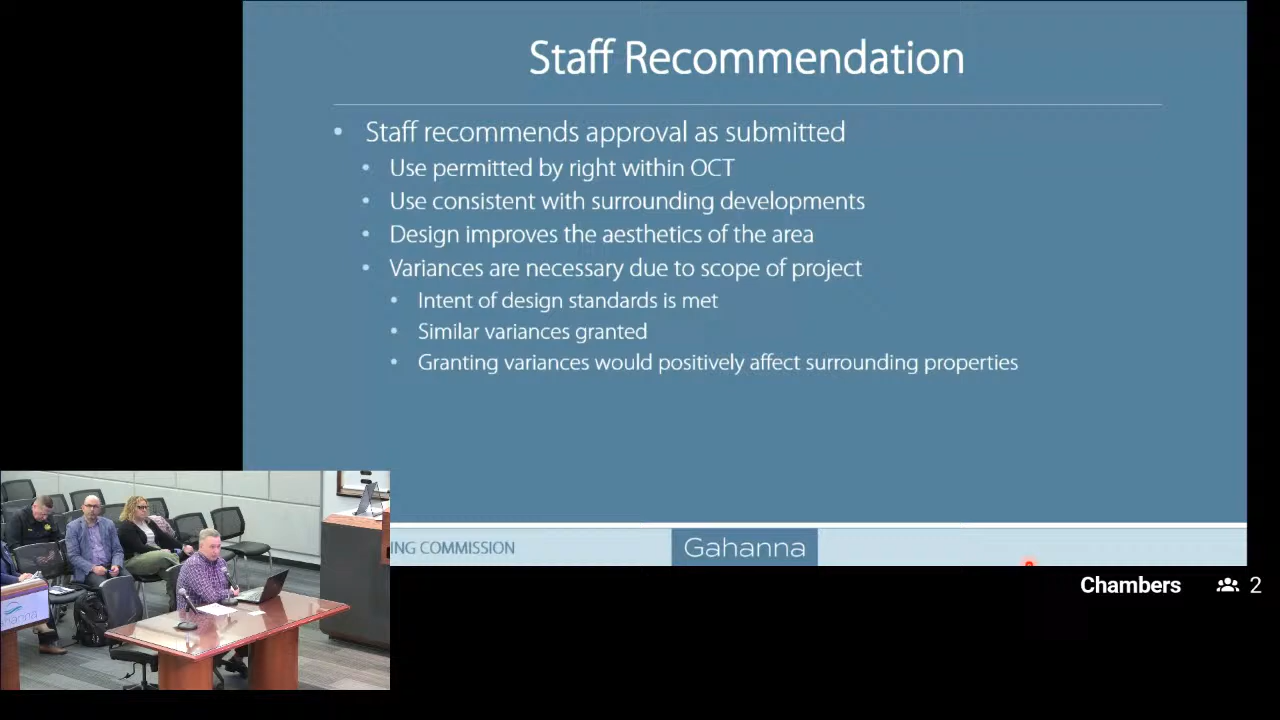 Staff Recommendation
• Staff recommends approval as submitted
• Use permitted by right within OCT
• Use consistent with surrounding developments
• Design improves the aesthetics of the area
• Variances are necessary due to scope of project
• Intent of design standards is met
• Similar variances granted
• Granting variances would positively affect surrounding properties
ING COMMISSION
Gahanna
Chambers
2
ahanna